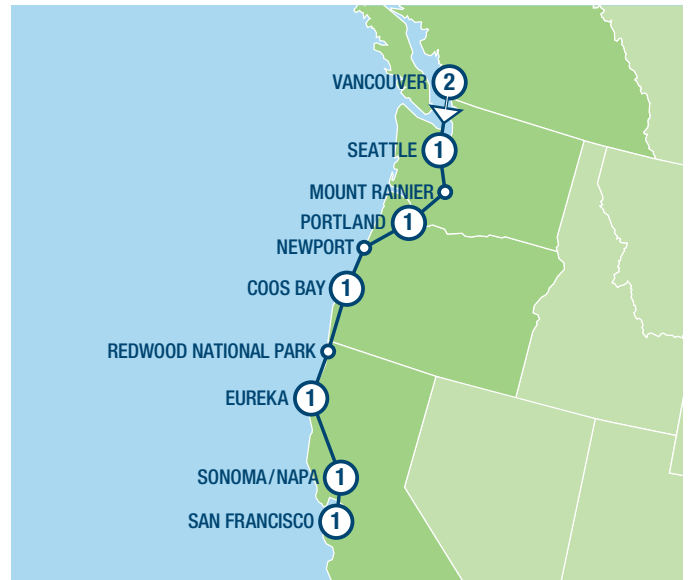 VANCOUVER 2
SEATTLE 1
MOUNT RAINIER
PORTLAND 1
NEWPORT
COOS BAY 1
REDWOOD NATIONAL PARK
EUREKA 1
SONOMA/NAPA 1
SAN FRANCISCO 1